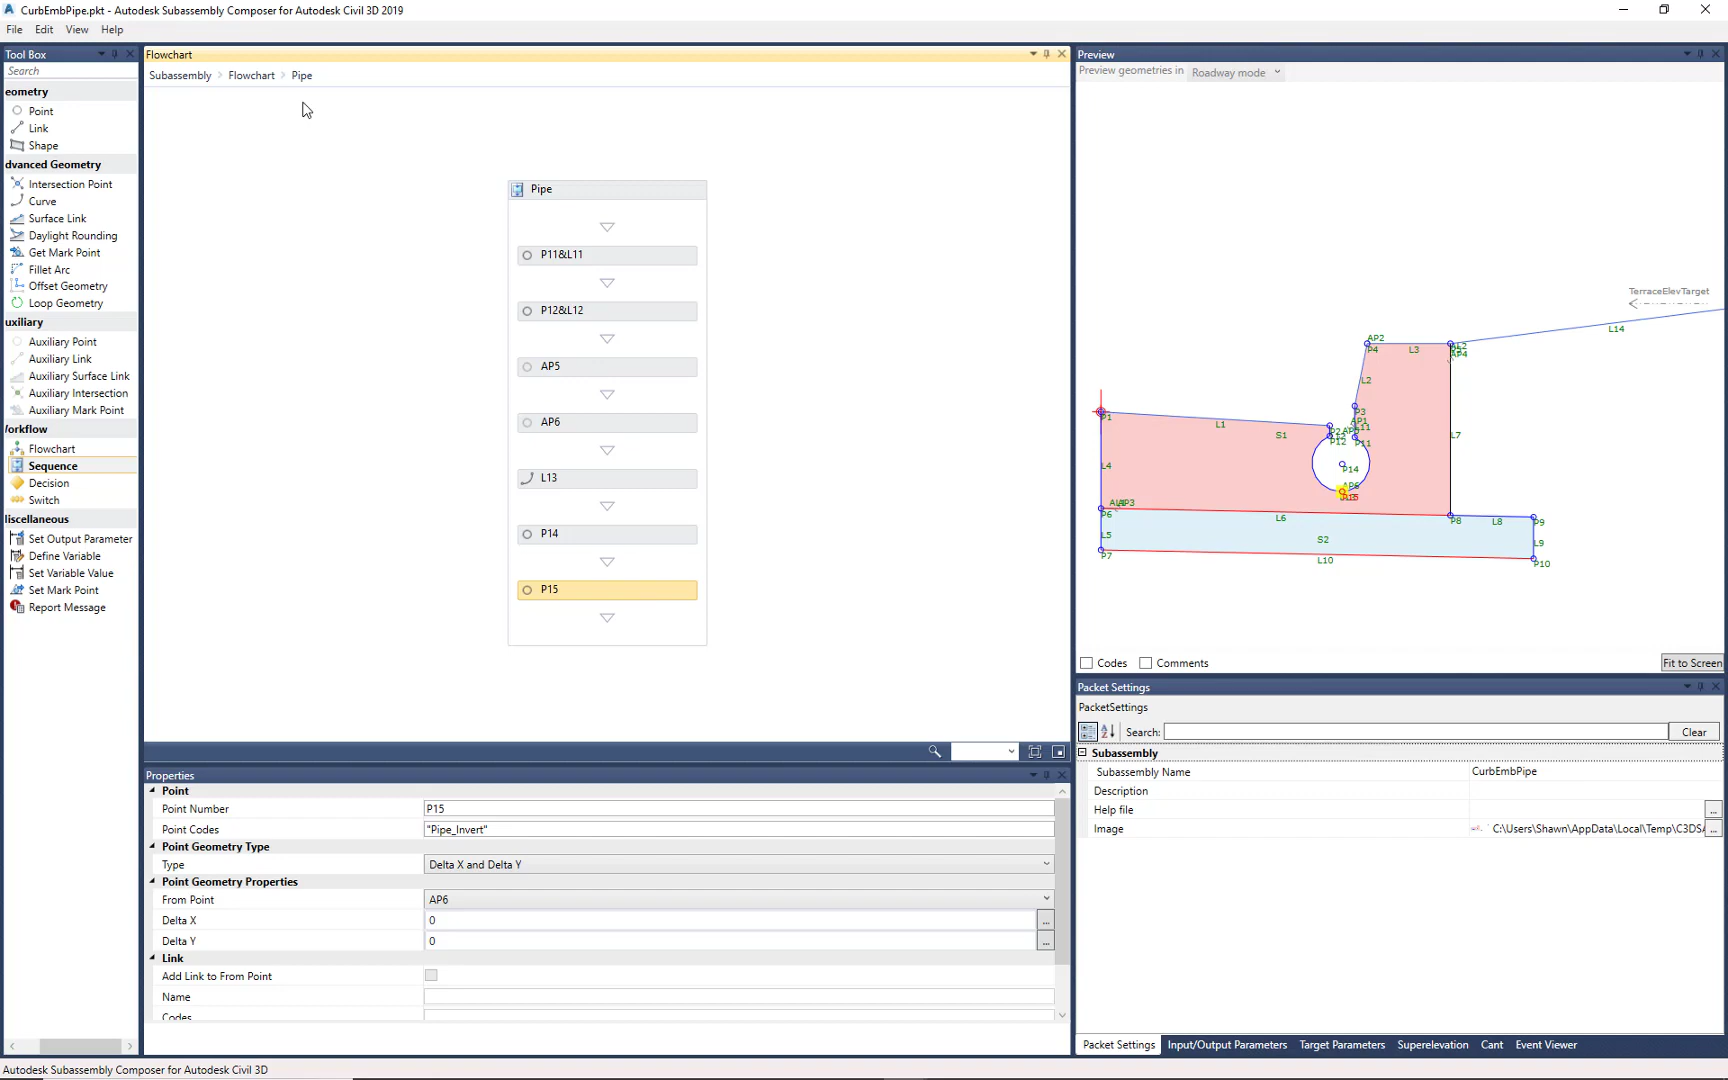 CurbEmbPipe.pkt - Autodesk Subassembly Composer for Autodesk Civil 3D 2019
File Edit View Help
Tool Box
Search
eometry
Point
Link
Shape
dvanced Geometry
Intersection Point
Curve
Surface Link
Daylight Rounding
Get Mark Point
Fillet Arc
Offset Geometry
Loop Geometry
uxiliary
Auxiliary Point
Auxiliary Link
Auxiliary Surface Link
Auxiliary Intersection
Auxiliary Mark Point
/orkflow
Flowchart
Sequence
Decision
Switch
liscellaneous
Set Output Parameter
Define Variable
Set Variable Value
Set Mark Point
Report Message
Flowchart
Subassembly Flowchart Pipe
Pipe
P11&L11
P12&L12
AP5
AP6
L13
P14
P15
Properties
Point
Point Number P15
Point Codes "Pipe_Invert"
Point Geometry Type
Type Delta X and Delta Y
Point Geometry Properties
From Point AP6
Delta X 0 ...
Delta Y 0 ...
Link
Add Link to From Point
Name
Codes
Preview
Preview geometries in Roadway mode
TerraceElevTarget
L14
AP2
P4
L3
AP4
L2
P3
P1
L1
S1
AP1
L11
P12
P11
L7
L4
P14
AP6
AP3
P6
L6
P8
L8
P9
L5
S2
L9
P7
L10
P10
Codes Comments Fit to Screen
Packet Settings
PacketSettings
Search: Clear
Subassembly
Subassembly Name CurbEmbPipe
Description
Help file ...
Image C:\Users\Shawn\AppData\Local\Temp\C3DSA ...
Packet Settings Input/Output Parameters Target Parameters Superelevation Cant Event Viewer
Autodesk Subassembly Composer for Autodesk Civil 3D